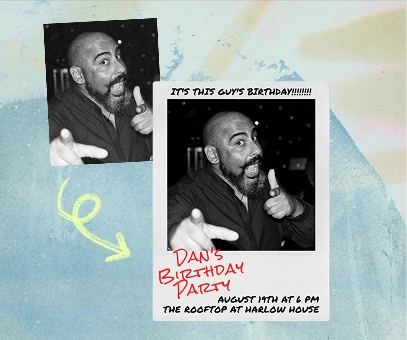 IT'S THIS GUY'S BIRTHDAY!!!!!!!!
DAN'S
BIRTHDAY
PARTY
AUGUST 19TH AT 6 PM
THE ROOFTOP AT HARLOW HOUSE